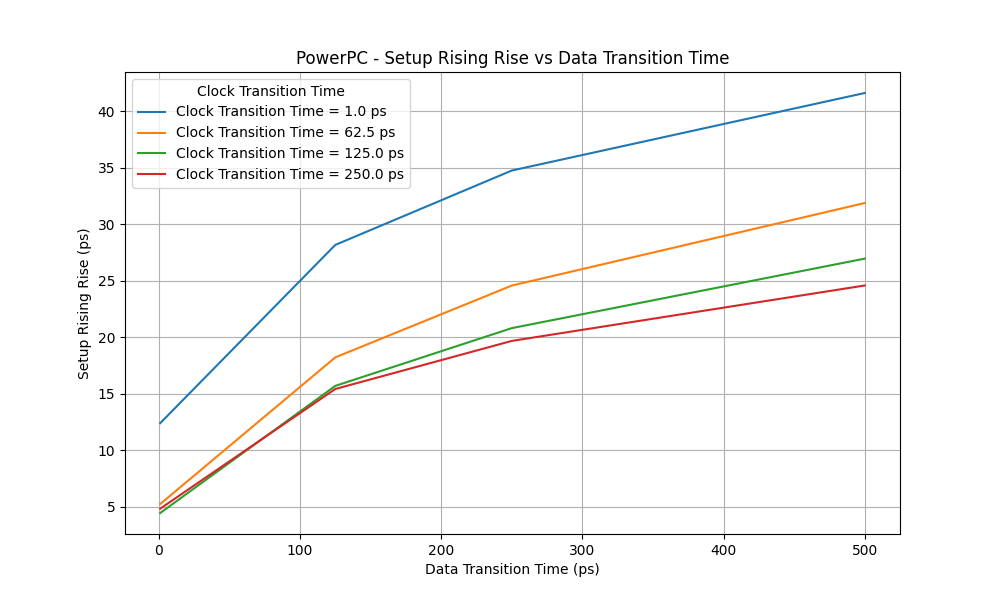 PowerPC - Setup Rising Rise vs Data Transition Time
Clock Transition Time
Clock Transition Time = 1.0 ps
Clock Transition Time = 62.5 ps
Clock Transition Time = 125.0 ps
Clock Transition Time = 250.0 ps
Setup Rising Rise (ps)
40
35
30
25
20
15
10
5
0 100 200 300 400 500
Data Transition Time (ps)